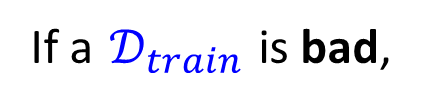 If a 𝒟𝑡𝑟𝑎𝑖𝑛 is bad,